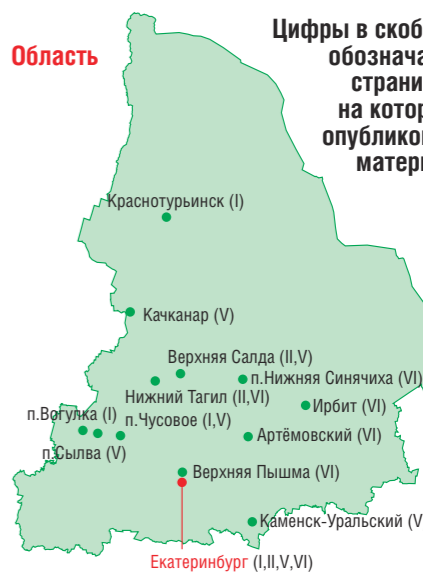 Область
Цифры в скоб
обознача
страни
на котор
опубликов
матери
Краснотурьинск (I)
Качканар (V)
Верхняя Салда (II,V)
п.Нижняя Синячиха (VI)
Нижний Тагил (II,VI)
Ирбит (VI)
п.Вогулка (I)
п.Чусовое (I,V)
Артёмовский (VI)
п.Сылва (V)
Верхняя Пышма (VI)
Каменск-Уральский (V
Екатеринбург (I,II,V,VI)